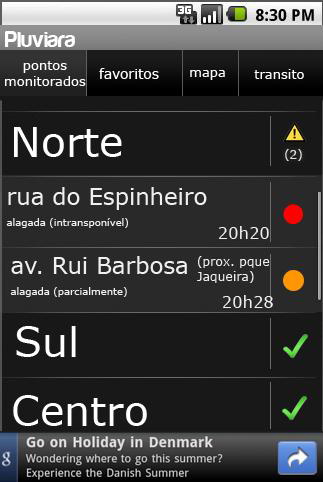 3G 8:30 PM
Pluviara
pontos monitorados
favoritos
mapa
transito
Norte
(2)
rua do Espinheiro
alagada (intransponível)
20h20
av. Rui Barbosa (prox. pque
Jaqueira)
alagada (parcialmente)
20h28
Sul
Centro
g
Go on Holiday in Denmark
Wondering where to go this summer?
Experience the Danish Summer